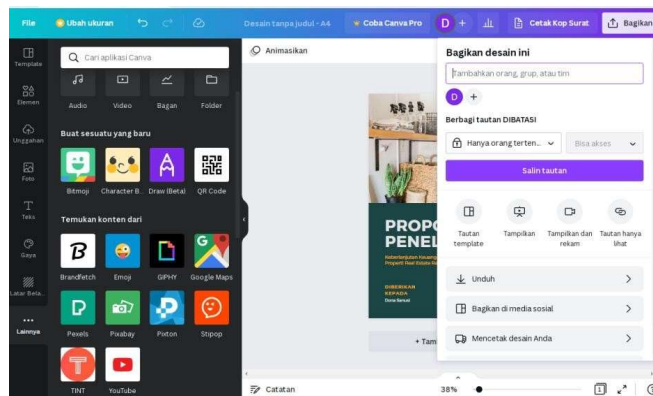 File
Ubah ukuran
Desain tanpa judul - A4
Coba Canva Pro
D
+
Cetak Kop Surat
Bagikan
Template
Elemen
Unggahan
Foto
Teks
Gaya
Latar Bela...
Lainnya
Cari aplikasi Canva
Audio
Video
Bagan
Folder
Buat sesuatu yang baru
Bitmoji
Character B...
Draw (Beta)
QR Code
Temukan konten dari
Brandfetch
Emoji
GIPHY
Google Maps
Pexels
Pixabay
Pixton
Stipop
TINT
YouTube
Animasikan
PROPO
PENEL
DIBERIKAN
KEPADA
+ Tam
Catatan
38%
1
Bagikan desain ini
Tambahkan orang, grup, atau tim
D
+
Berbagi tautan DIBATASI
Hanya orang terten...
Bisa akses
Salin tautan
Tautan template
Tampilkan
Tampilkan dan rekam
Tautan hanya lihat
Unduh
Bagikan di media sosial
Mencetak desain Anda